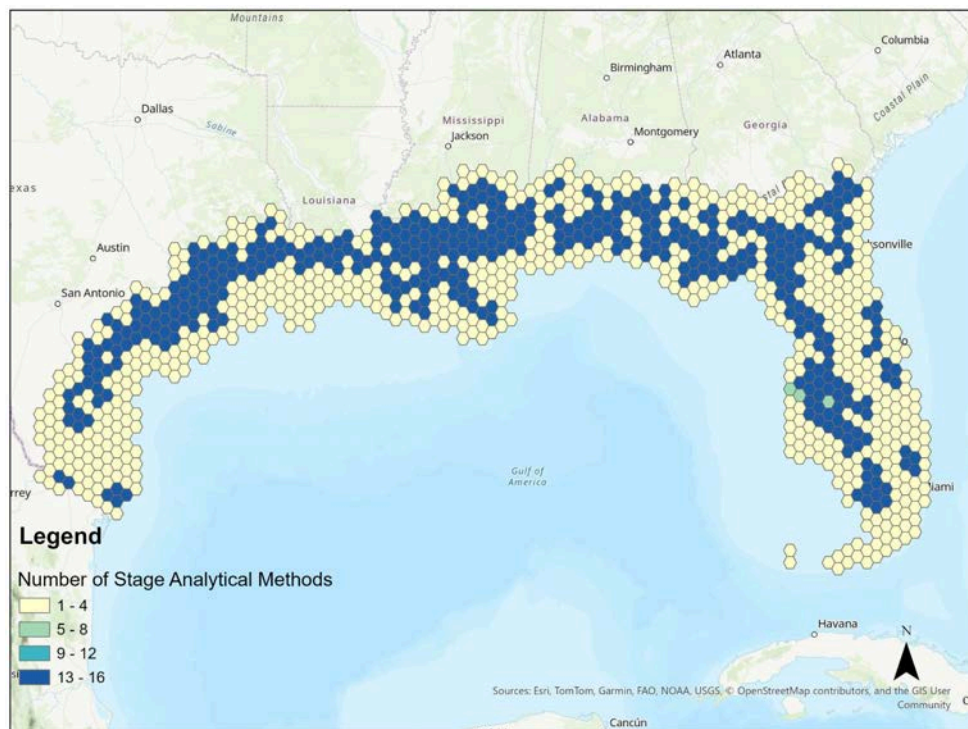 Mountains
Columbia
Atlanta
Birmingham
Dallas
Coastal Plain
Sabine
Mississippi
Alabama
Georgia
Jackson
Montgomery
exas
Louisiana
Austin
ksonville
San Antonio
Gulf of
America
rrey
iami
Legend
Number of Stage Analytical Methods
1 - 4
5 - 8
9 - 12
13 - 16
Havana
N
Sources: Esri, TomTom, Garmin, FAO, NOAA, USGS, © OpenStreetMap contributors, and the GIS User
Community
Cancún